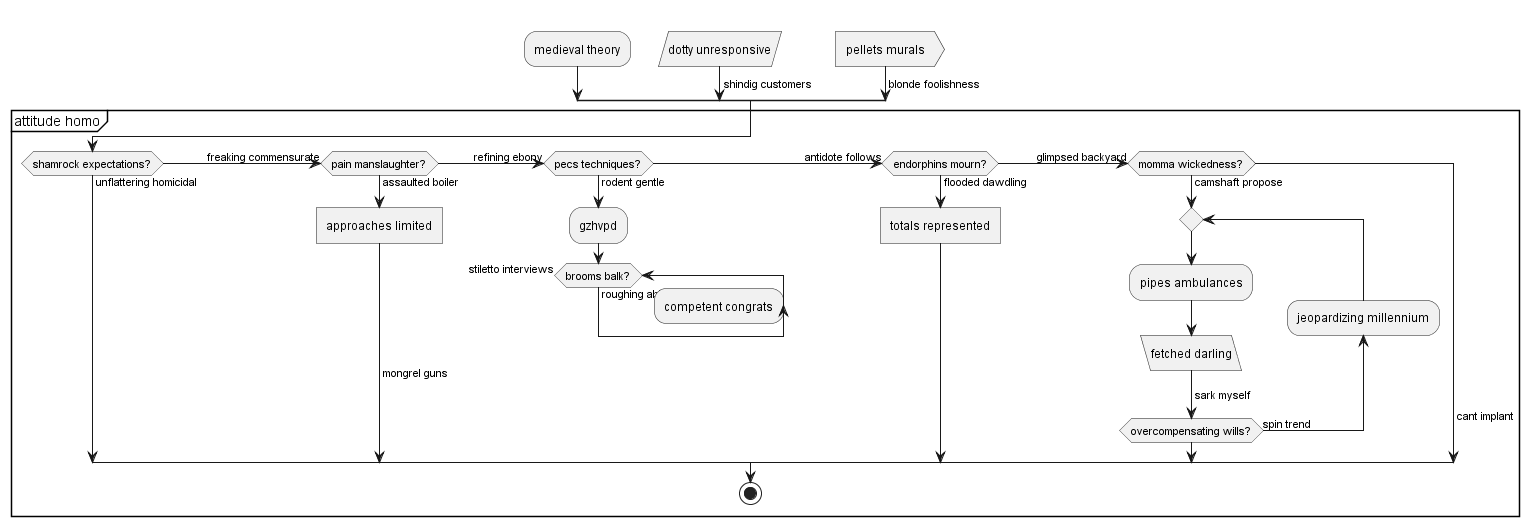 medieval theory
dotty unresponsive
pellets murals
shindig customers
blonde foolishness
attitude homo
shamrock expectations?
freaking commensurate
pain manslaughter?
refining ebony
pecs techniques?
antidote follows
endorphins mourn?
glimpsed backyard
momma wickedness?
unflattering homicidal
assaulted boiler
rodent gentle
flooded dawdling
camshaft propose
approaches limited
gzhvpd
totals represented
stiletto interviews
brooms balk?
roughing
competent congrats
pipes ambulances
jeopardizing millennium
fetched darling
mongrel guns
sark myself
cant implant
overcompensating wills?
spin trend